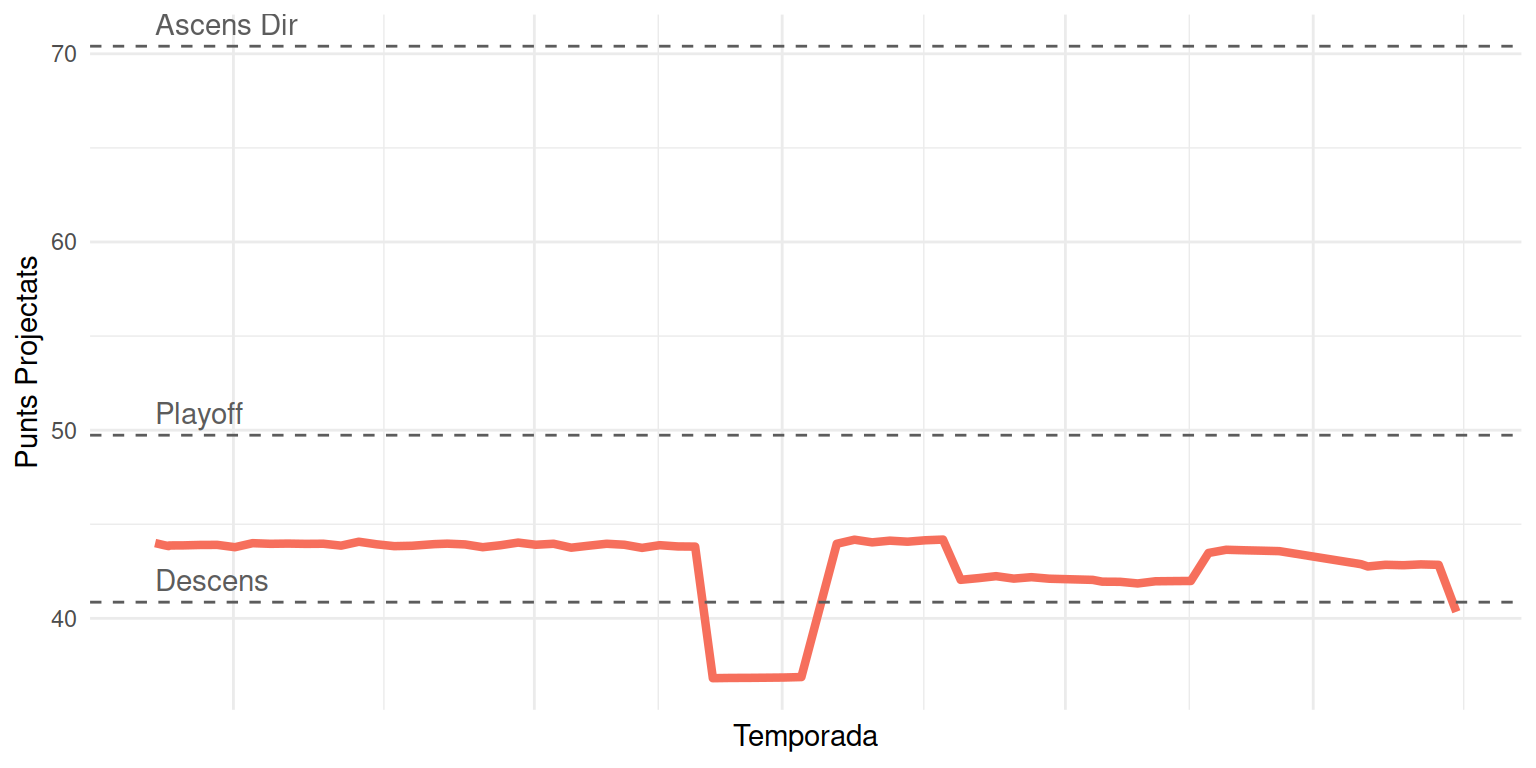 Ascens Dir
70
60
Playoff
50
Descens
40
Punts Projectats
Temporada